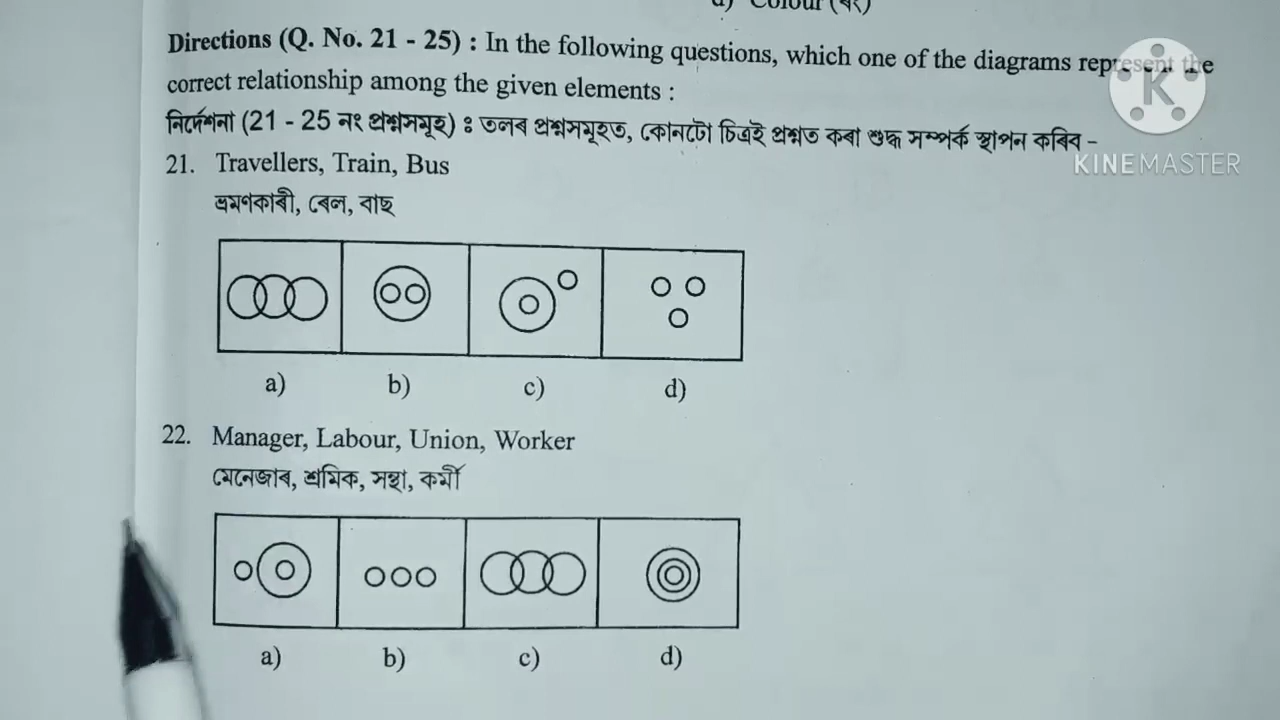 d) Colour (ৰং)
Directions (Q. No. 21 - 25) : In the following questions, which one of the diagrams represent the
correct relationship among the given elements :
নিৰ্দেশনা (21 - 25 নং প্ৰশ্নসমূহ) ঃ তলৰ প্ৰশ্নসমূহত, কোনটো চিত্ৰই প্ৰশ্নত কৰা শুদ্ধ সম্পৰ্ক স্থাপন কৰিব –
K
KINEMASTER
21. Travellers, Train, Bus
ভ্ৰমণকাৰী, ৰেল, বাছ
a) b) c) d)
22. Manager, Labour, Union, Worker
মেনেজাৰ, শ্ৰমিক, সন্থা, কৰ্মী
a) b) c) d)